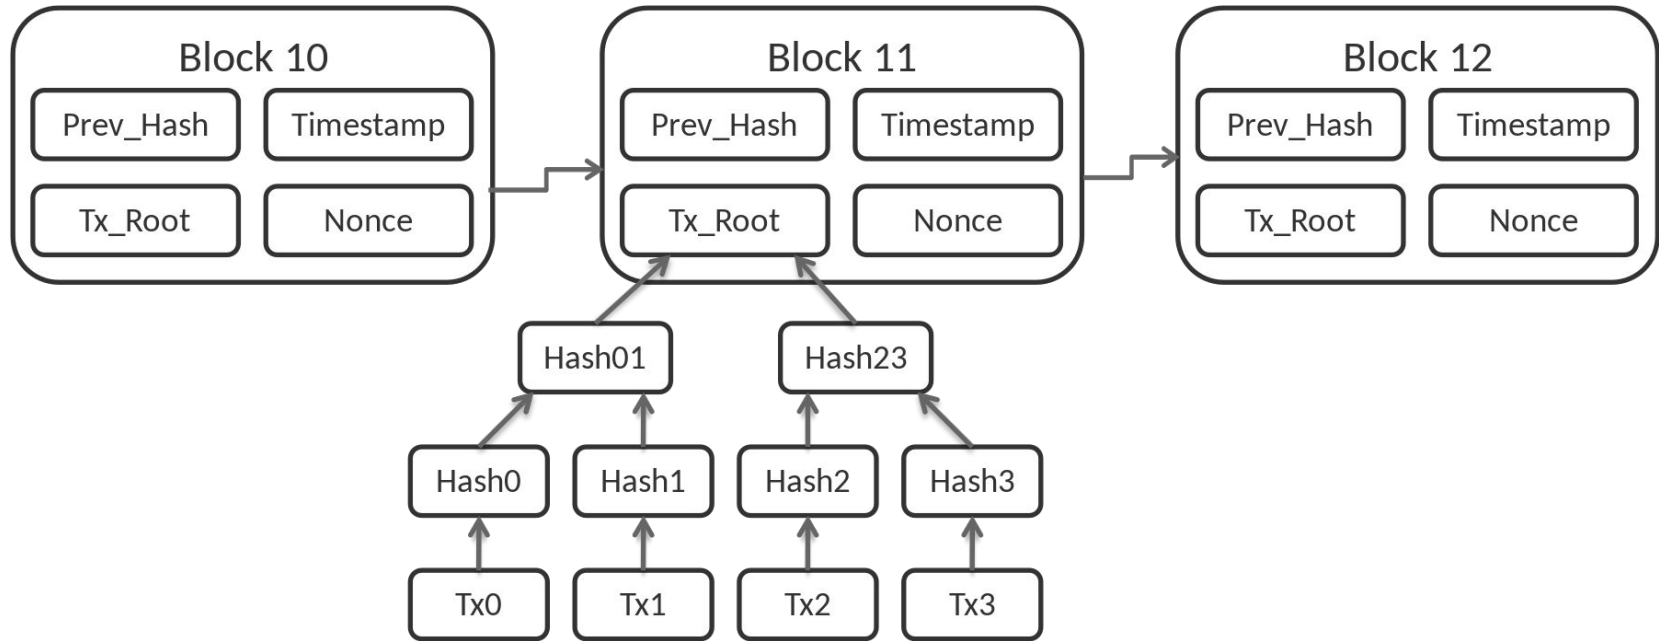 Block 10
Prev_Hash Timestamp
Tx_Root Nonce
Block 11
Prev_Hash Timestamp
Tx_Root Nonce
Block 12
Prev_Hash Timestamp
Tx_Root Nonce
Hash01 Hash23
Hash0 Hash1 Hash2 Hash3
Tx0 Tx1 Tx2 Tx3